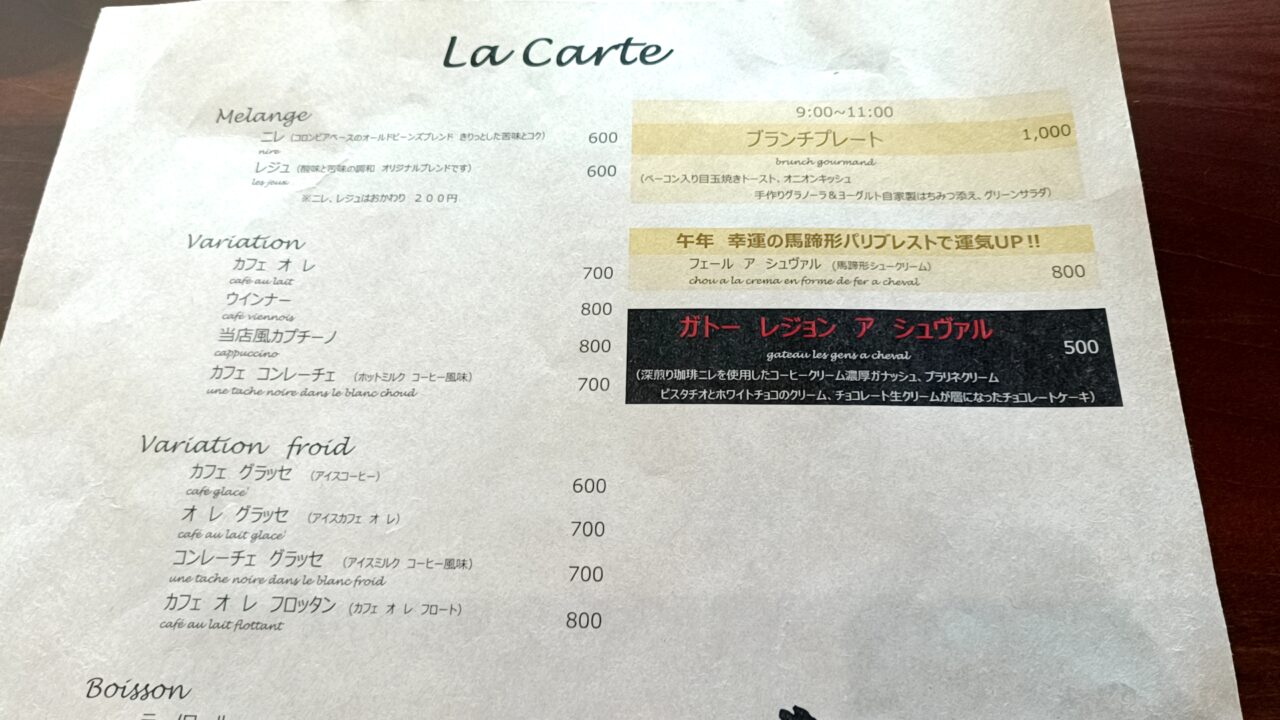 La Carte
Melange
ニレ (コロンビアベースのオールドビーンズブレンド きりっとした苦味とコク) 600
nire
レジュ (酸味と苦味の調和 オリジナルブレンドです) 600
les jeux
※ニレ、レジュはおかわり 200円
Variation
カフェ オ レ 700
café au lait
ウインナー 800
café viennois
当店風カプチーノ 800
cappuccino
カフェ コンレーチェ (ホットミルク コーヒー風味) 700
une tache noire dans le blanc choud
Variation froid
カフェ グラッセ (アイスコーヒー) 600
café glace'
オ レ グラッセ (アイスカフェ オ レ) 700
café au lait glace'
コンレーチェ グラッセ (アイスミルク コーヒー風味) 700
une tache noire dans le blanc froid
カフェ オ レ フロッタン (カフェ オ レ フロート) 800
café au lait flottant
Boisson
9:00~11:00
ブランチプレート 1,000
brunch gourmand
(ベーコン入り目玉焼きトースト、オニオンキッシュ
手作りグラノーラ&ヨーグルト自家製はちみつ添え、グリーンサラダ)
午年 幸運の馬蹄形パリブレストで運気UP!!
フェール ア シュヴァル (馬蹄形シュークリーム) 800
chou a la crema en forme de fer a cheval
ガトー レジョン ア シュヴァル 500
gateau les gens a cheval
(深煎り珈琲ニレを使用したコーヒークリーム濃厚ガナッシュ、プラリネクリーム
ピスタチオとホワイトチョコのクリーム、チョコレート生クリームが層になったチョコレートケーキ)